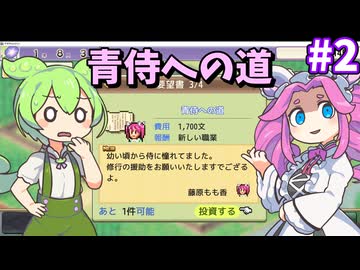 1 8 3
青侍への道
#2
要望書 3/4
青侍への道
費用 1,700文
報酬 新しい職業
幼い頃から侍に憧れてました。
修行の援助をお願いいたしますでござる
よ。
藤原もも香
あと 1件可能
投資する